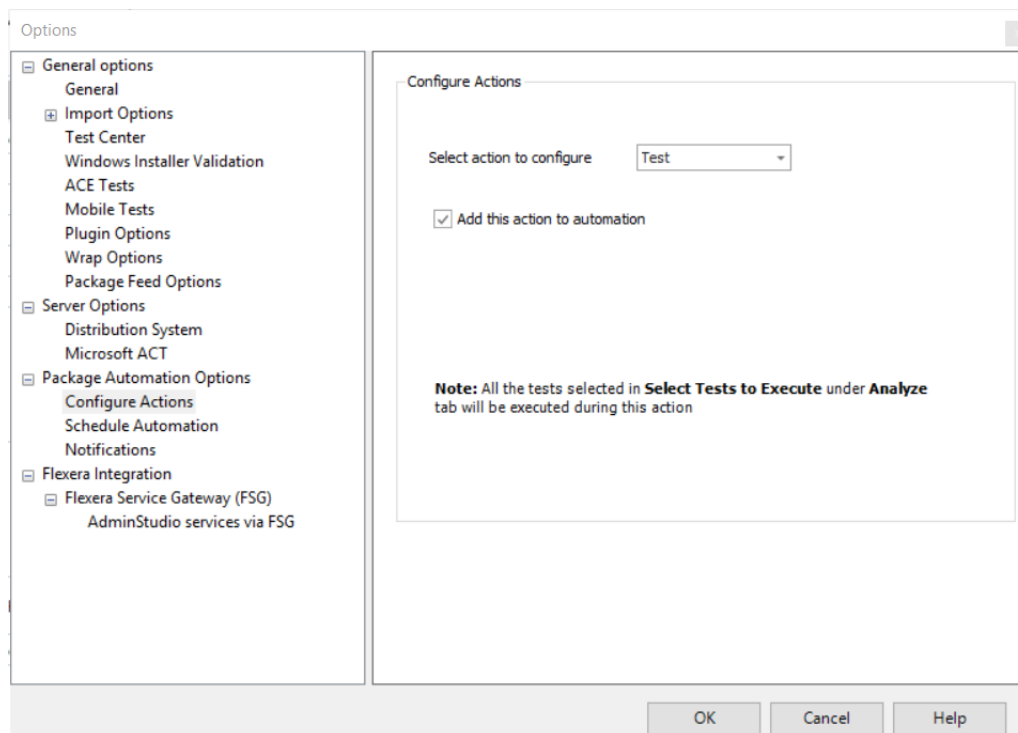 Options
General options
General
Import Options
Test Center
Windows Installer Validation
ACE Tests
Mobile Tests
Plugin Options
Wrap Options
Package Feed Options
Server Options
Distribution System
Microsoft ACT
Package Automation Options
Configure Actions
Schedule Automation
Notifications
Flexera Integration
Flexera Service Gateway (FSG)
AdminStudio services via FSG
Configure Actions
Select action to configure Test
Add this action to automation
Note: All the tests selected in Select Tests to Execute under Analyze
tab will be executed during this action
OK Cancel Help